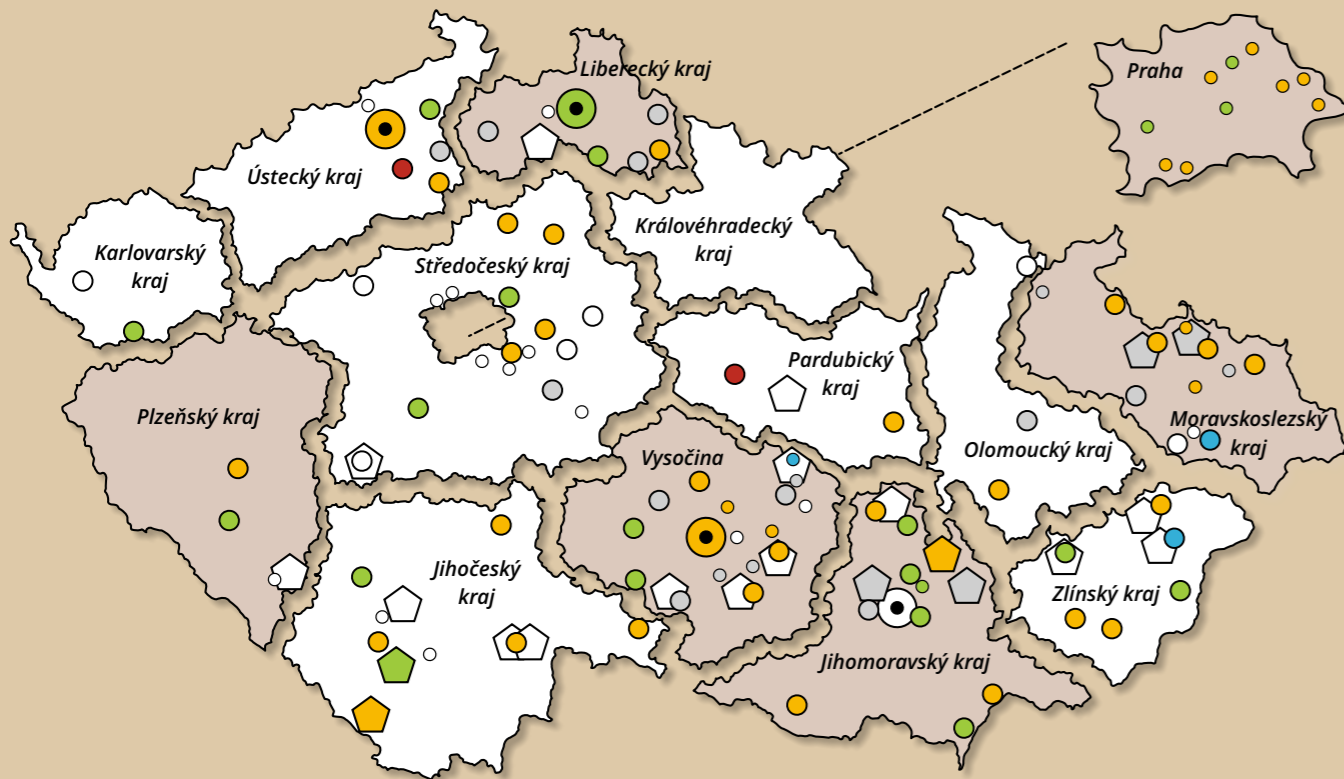 Liberecký kraj
Praha
Ústecký kraj
Královéhradecký
kraj
Karlovarský
kraj
Středočeský kraj
Pardubický
kraj
Plzeňský kraj
Moravskoslezský
kraj
Olomoucký kraj
Vysočina
Jihočeský
kraj
Zlínský kraj
Jihomoravský kraj